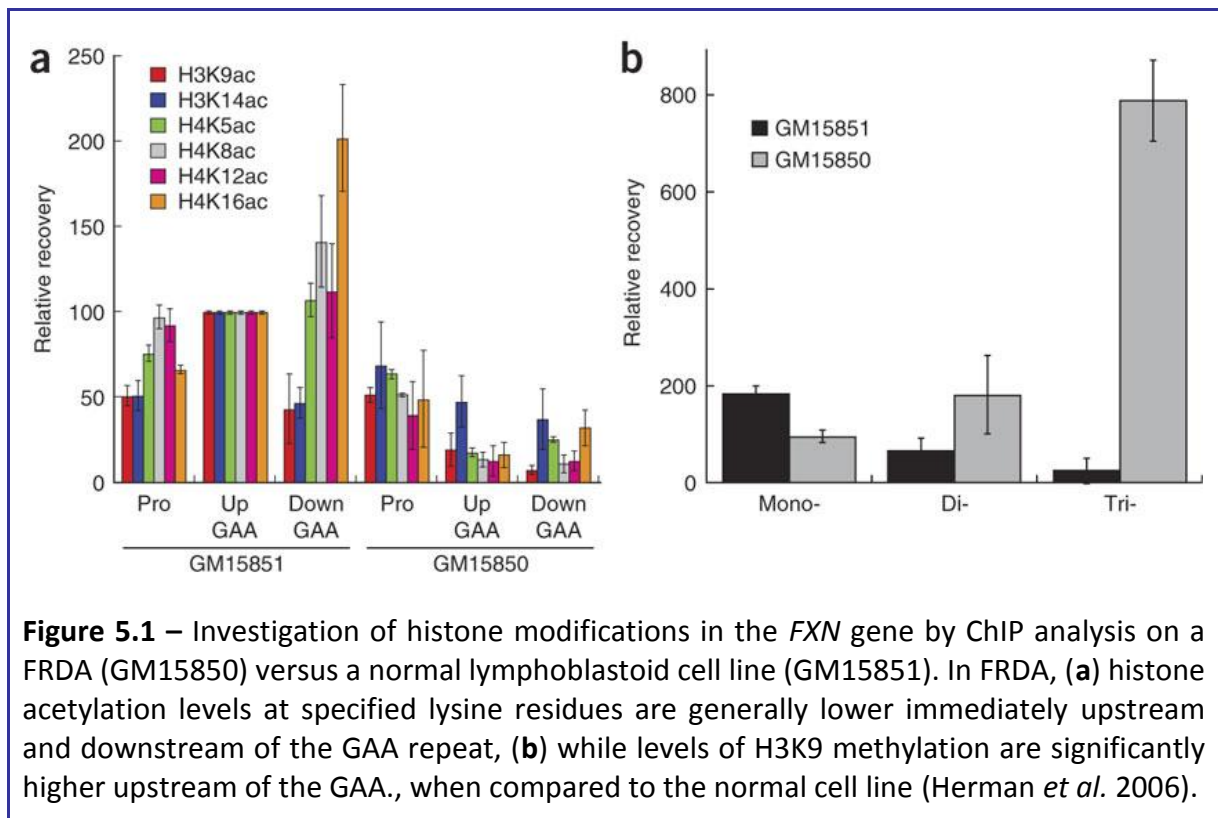 a
250
200
150
100
50
0
Relative recovery
H3K9ac
H3K14ac
H4K5ac
H4K8ac
H4K12ac
H4K16ac
Pro Up GAA Down GAA Pro Up GAA Down GAA
GM15851 GM15850
b
800
600
400
200
0
Relative recovery
GM15851
GM15850
Mono- Di- Tri-
Figure 5.1 – Investigation of histone modifications in the FXN gene by ChIP analysis on a
FRDA (GM15850) versus a normal lymphoblastoid cell line (GM15851). In FRDA, (a) histone
acetylation levels at specified lysine residues are generally lower immediately upstream
and downstream of the GAA repeat, (b) while levels of H3K9 methylation are significantly
higher upstream of the GAA., when compared to the normal cell line (Herman et al. 2006).